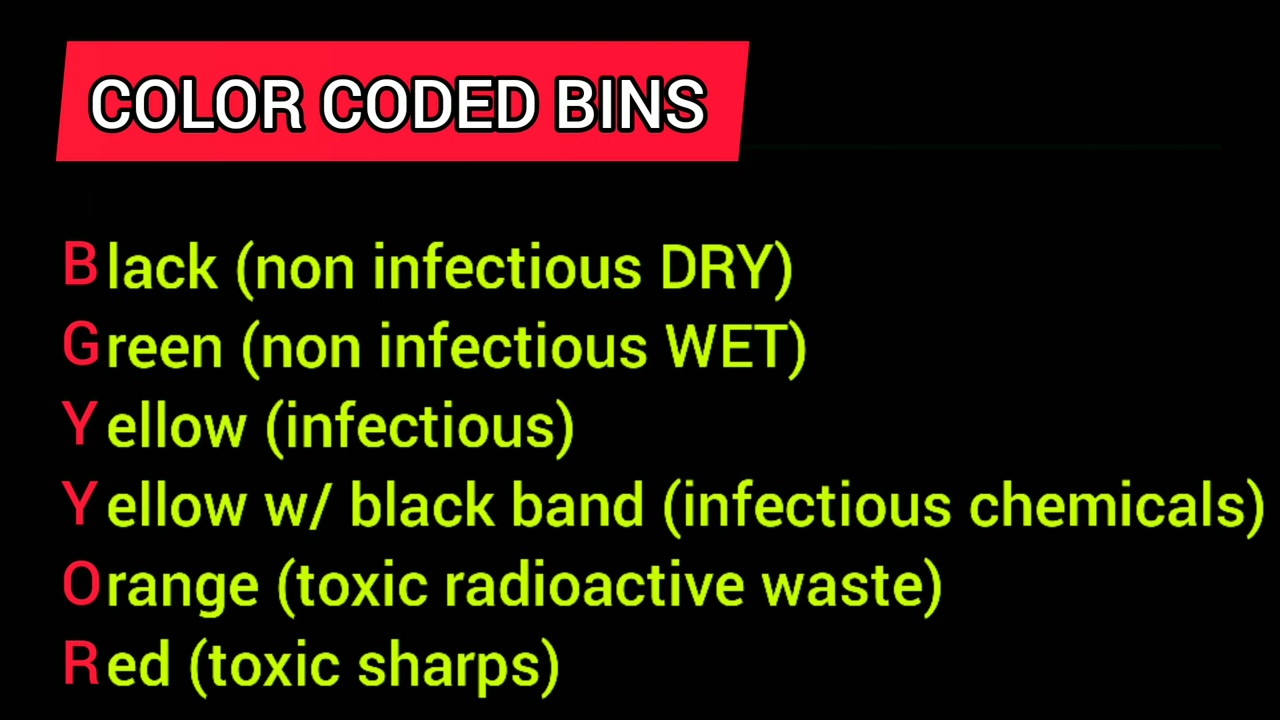 COLOR CODED BINS
Black (non infectious DRY)
Green (non infectious WET)
Yellow (infectious)
Yellow w/ black band (infectious chemicals)
Orange (toxic radioactive waste)
Red (toxic sharps)